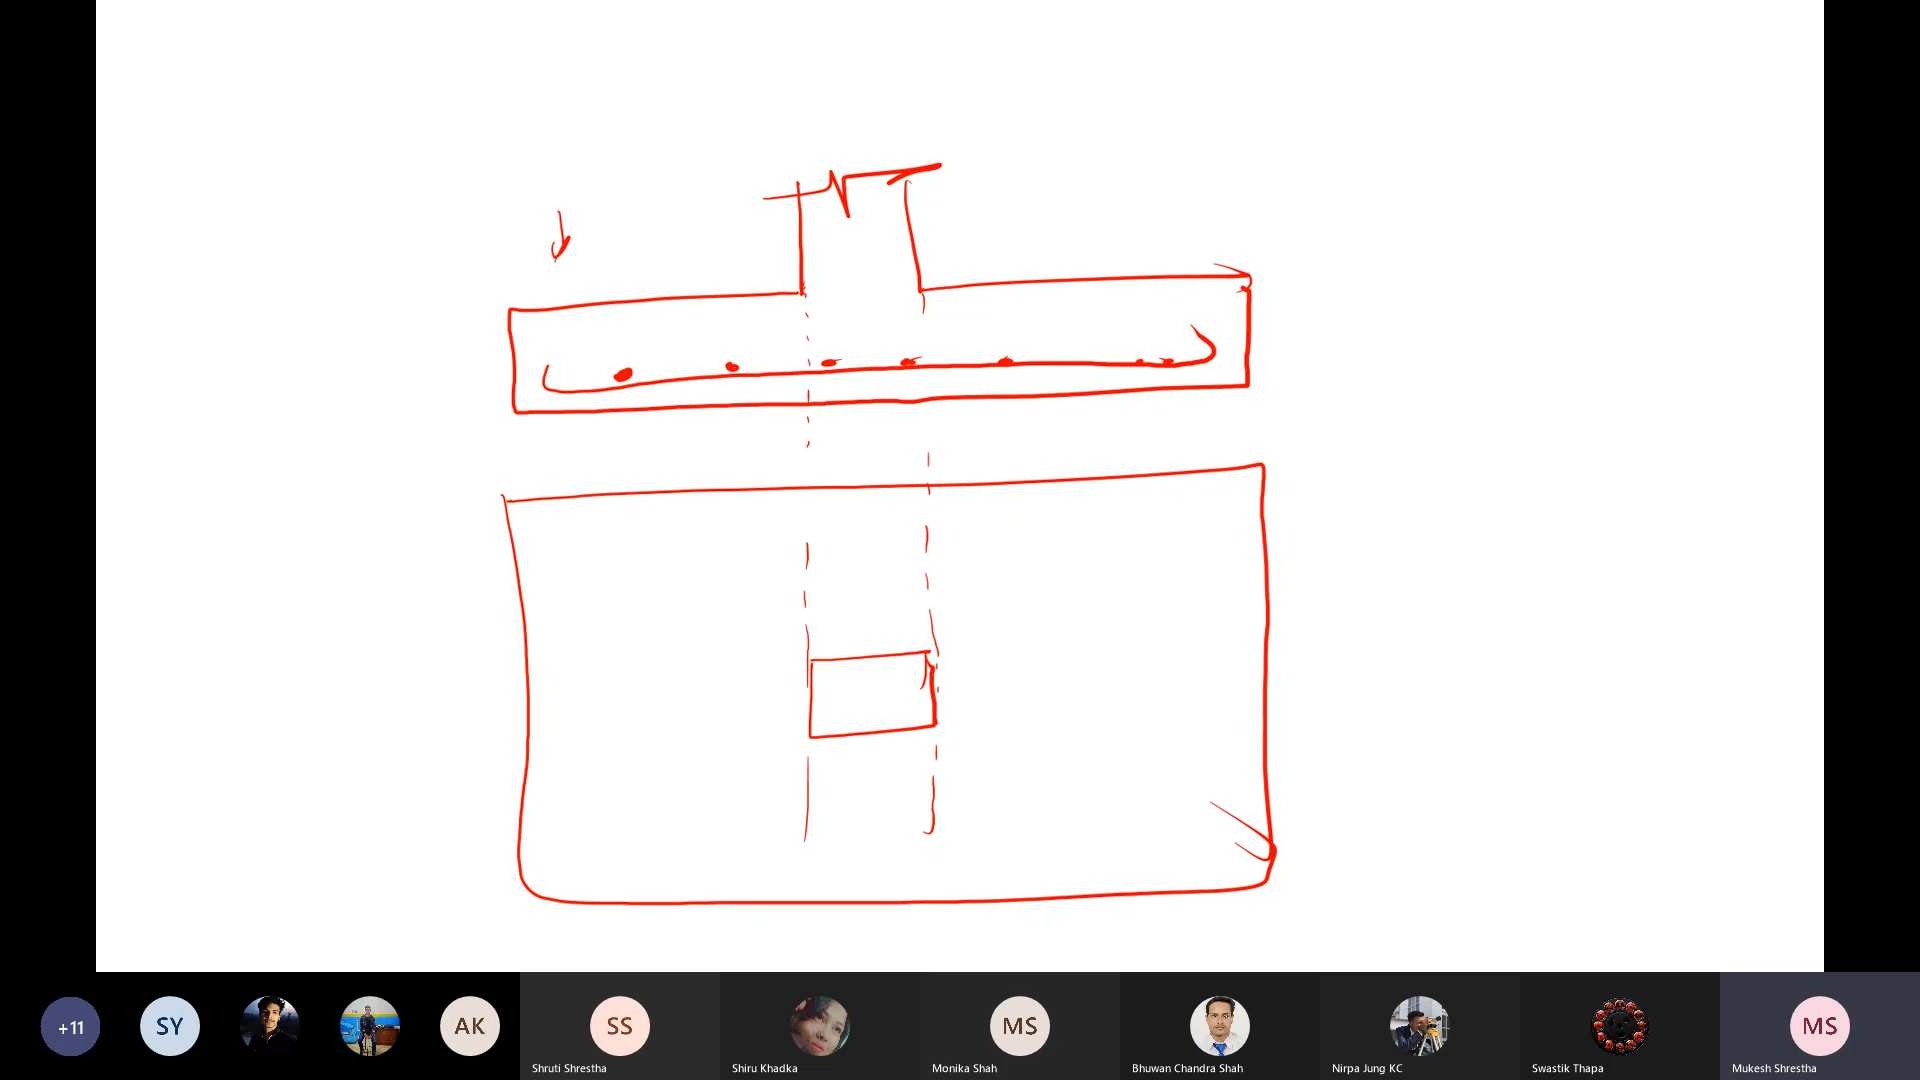 +11
SY
AK
SS
MS
MS
Shruti Shrestha
Shiru Khadka
Monika Shah
Bhuwan Chandra Shah
Nirpa Jung KC
Swastik Thapa
Mukesh Shrestha